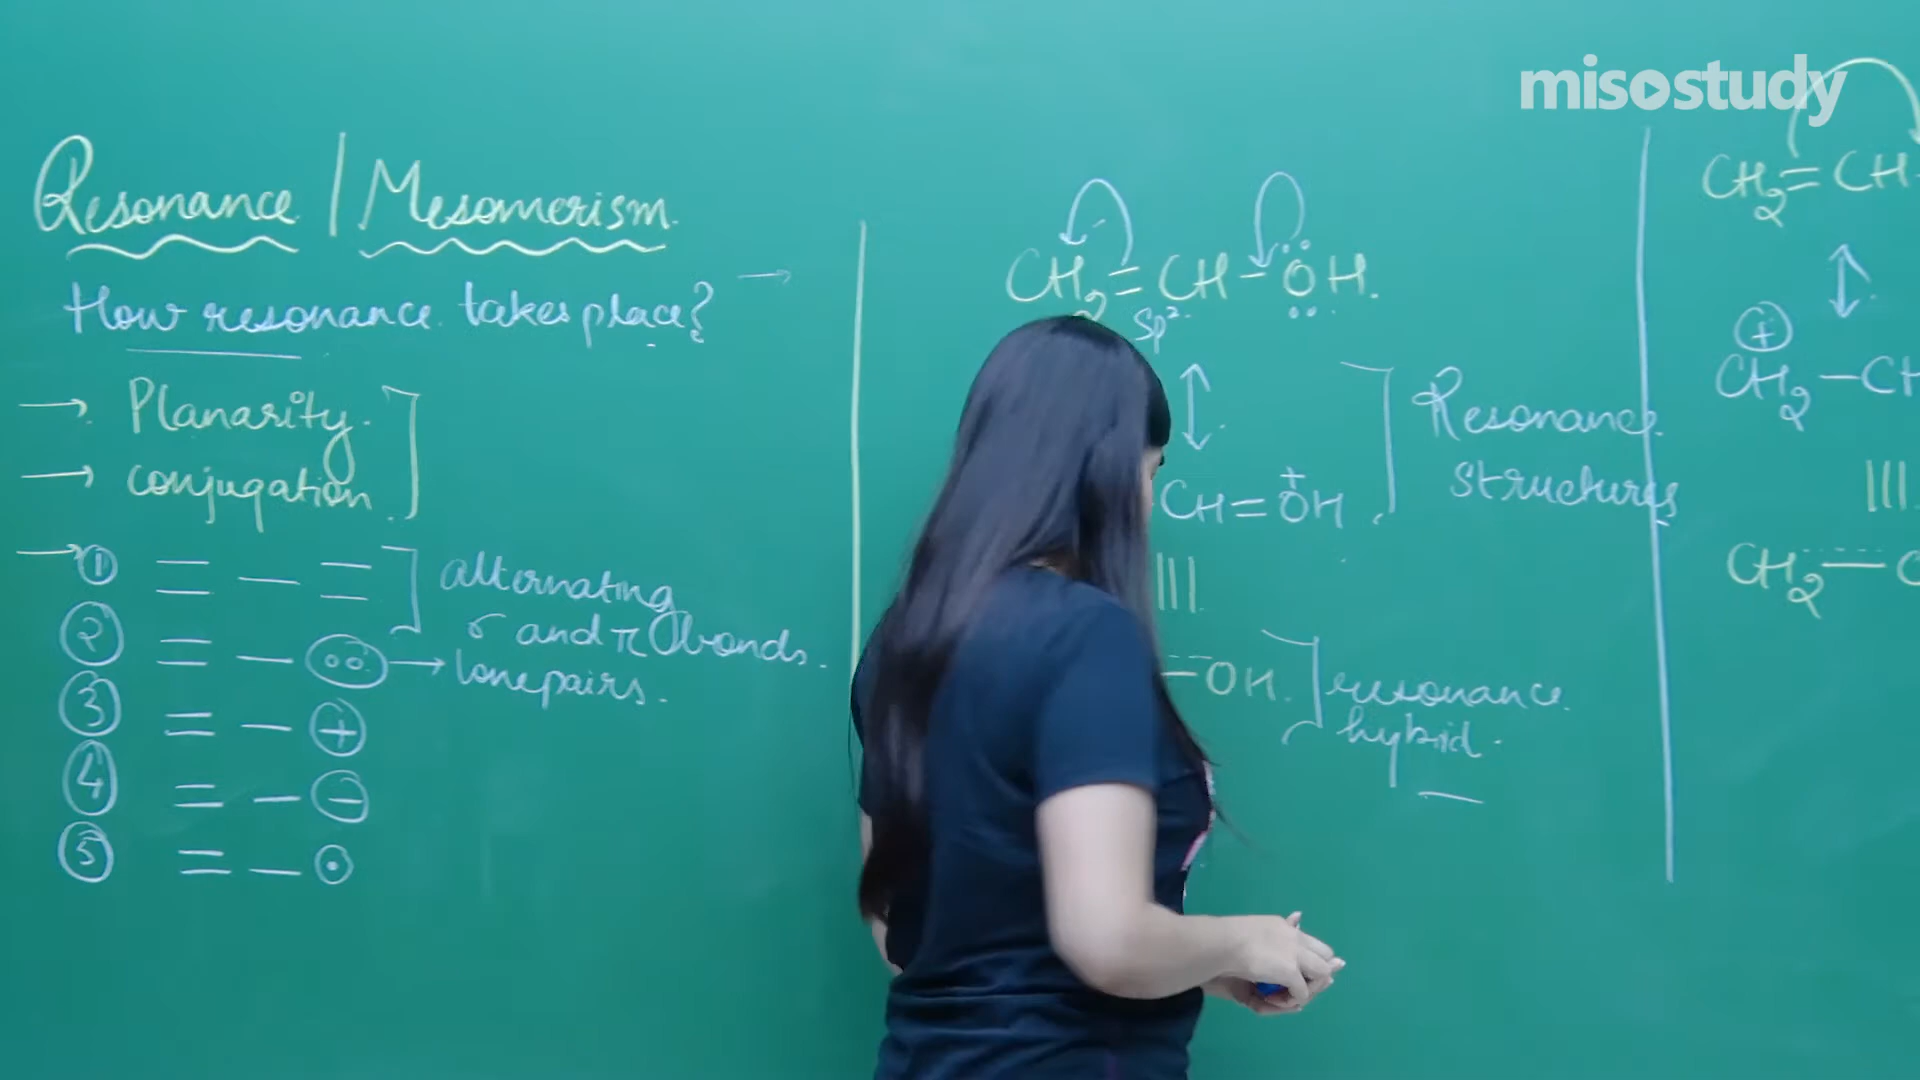 misostudy
Resonance | Mesomerism.
How resonance takes place? →
→ Planarity.
→ conjugation.
→ ① = - = alternating
σ and π bonds.
② = - (··) → lonepairs.
③ = - ⊕
④ = - ⊖
⑤ = - ⊙
CH2 = CH - ÖH.
sp².
↕
CH = ÖH
+
Resonance
structures
|||
- OH.
resonance
hybrid.
CH2 = CH -
↕
⊕
CH2 - CH
|||
CH2 - C